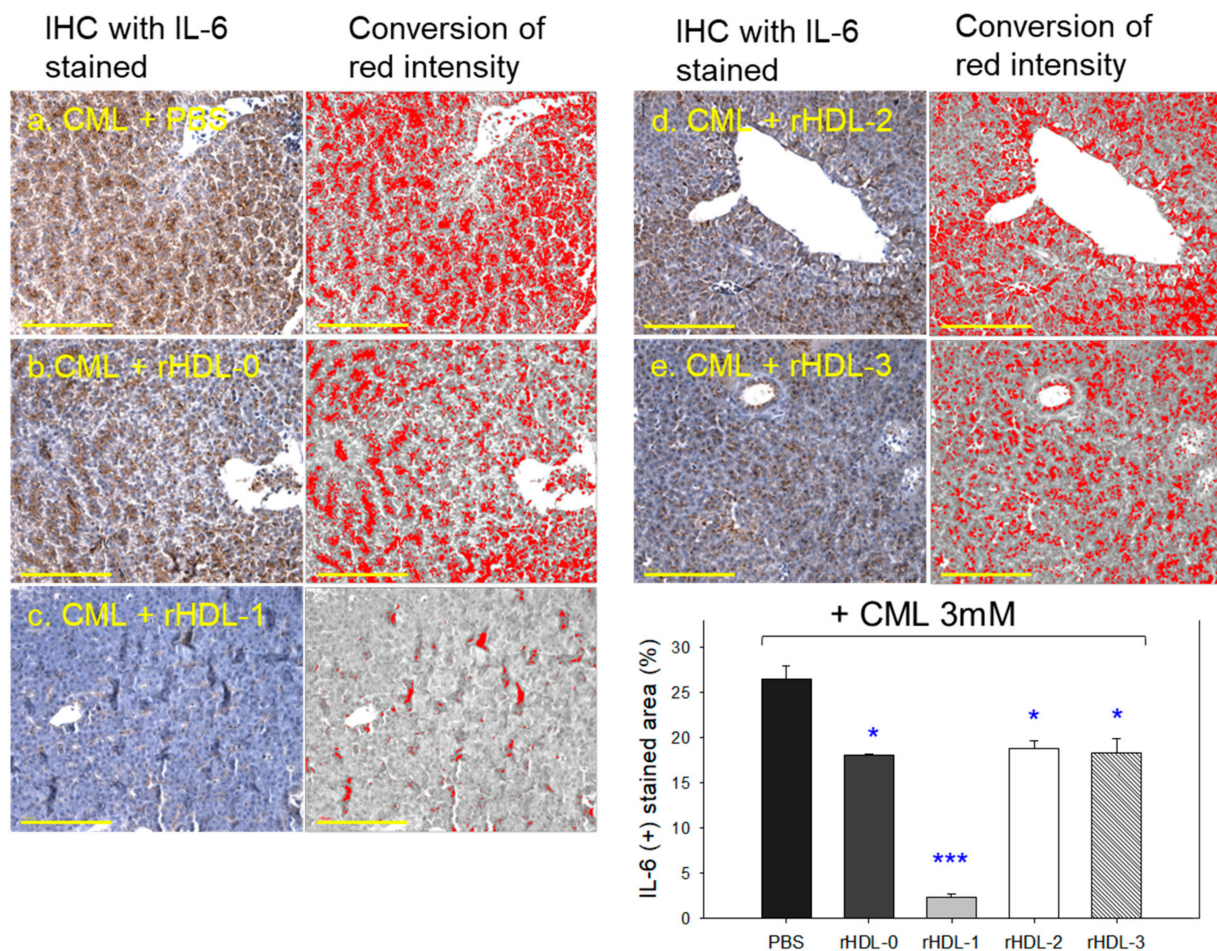 IHC with IL-6
stained
Conversion of
red intensity
a. CML + PBS
b.CML + rHDL-0
c. CML + rHDL-1
IHC with IL-6
stained
Conversion of
red intensity
d. CML + rHDL-2
e. CML + rHDL-3
+ CML 3mM
IL-6 (+) stained area (%)
30
25
20
15
10
5
0
*
***
*
*
PBS rHDL-0 rHDL-1 rHDL-2 rHDL-3